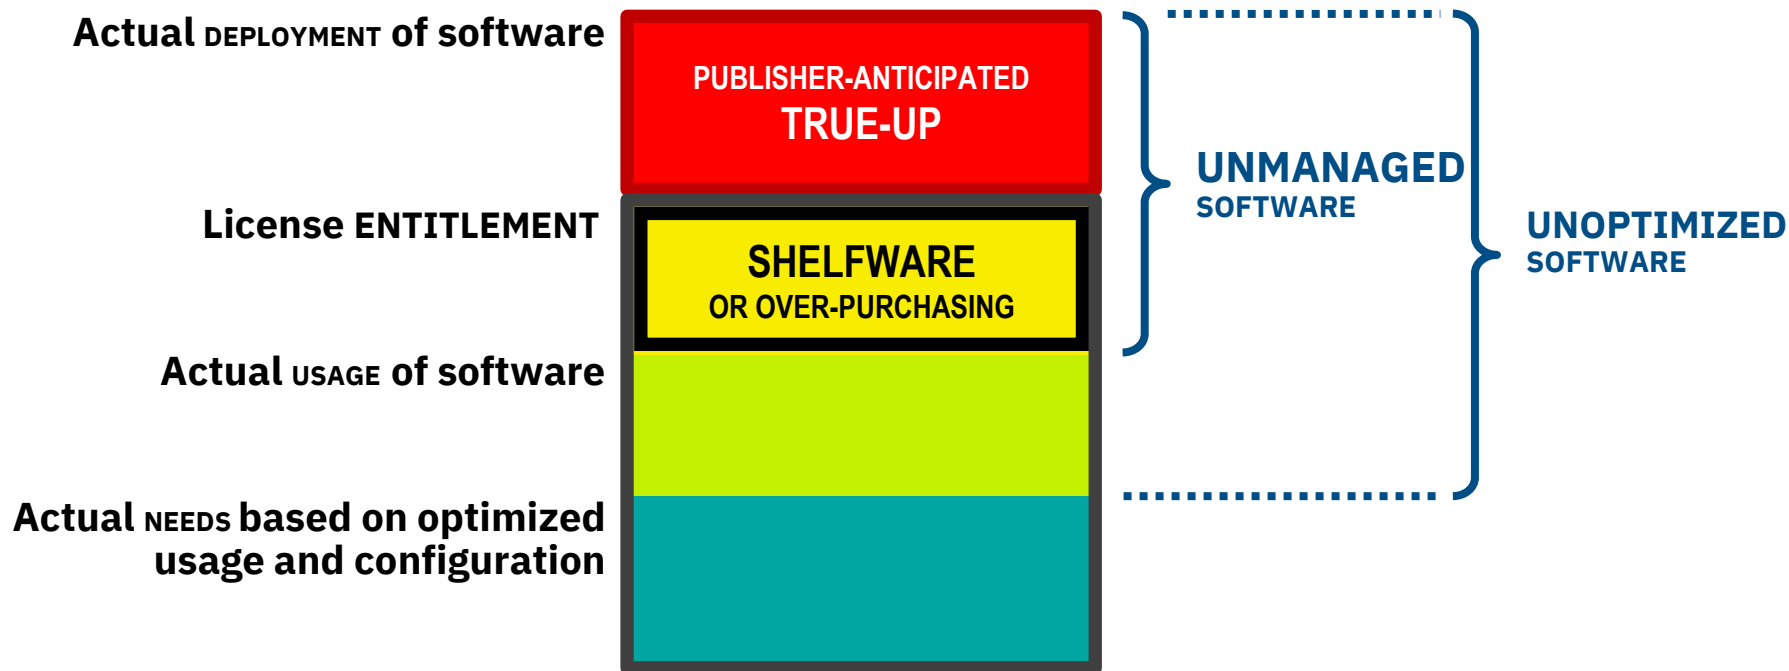 Actual DEPLOYMENT of software
PUBLISHER-ANTICIPATED
TRUE-UP
UNMANAGED
SOFTWARE
License ENTITLEMENT
SHELFWARE
OR OVER-PURCHASING
UNOPTIMIZED
SOFTWARE
Actual USAGE of software
Actual NEEDS based on optimized
usage and configuration